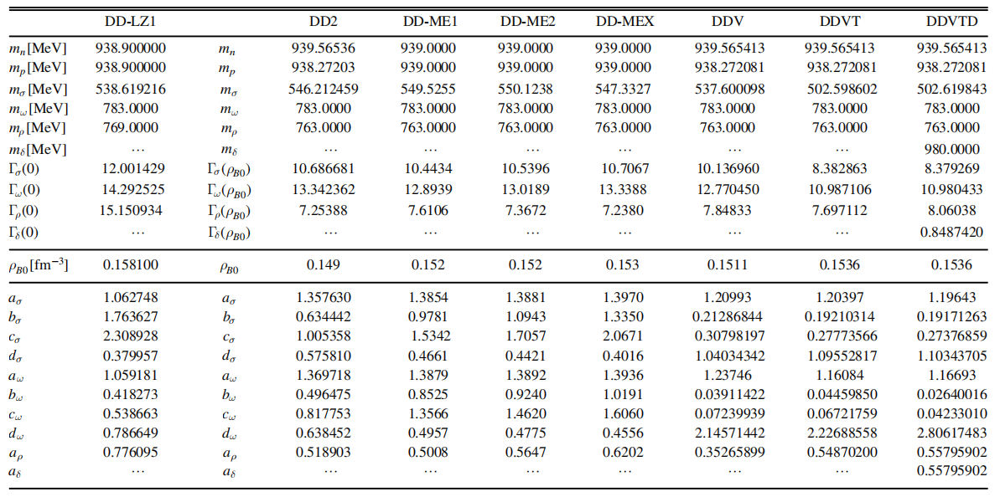 DD-LZ1 DD2 DD-ME1 DD-ME2 DD-MEX DDV DDVT DDVTD
mₙ[MeV] 938.900000 mₙ 939.56536 939.0000 939.0000 939.0000 939.565413 939.565413 939.565413
mₚ[MeV] 938.900000 mₚ 938.27203 939.0000 939.0000 939.0000 938.272081 938.272081 938.272081
m_σ[MeV] 538.619216 m_σ 546.212459 549.5255 550.1238 547.3327 537.600098 502.598602 502.619843
m_ω[MeV] 783.0000 m_ω 783.0000 783.0000 783.0000 783.0000 783.0000 783.0000 783.0000
m_ρ[MeV] 769.0000 m_ρ 763.0000 763.0000 763.0000 763.0000 763.0000 763.0000 763.0000
m_δ[MeV] ⋯ m_δ ⋯ ⋯ ⋯ ⋯ ⋯ ⋯ 980.0000
Γ_σ(0) 12.001429 Γ_σ(ρ_B0) 10.686681 10.4434 10.5396 10.7067 10.136960 8.382863 8.379269
Γ_ω(0) 14.292525 Γ_ω(ρ_B0) 13.342362 12.8939 13.0189 13.3388 12.770450 10.987106 10.980433
Γ_ρ(0) 15.150934 Γ_ρ(ρ_B0) 7.25388 7.6106 7.3672 7.2380 7.84833 7.697112 8.06038
Γ_δ(0) ⋯ Γ_δ(ρ_B0) ⋯ ⋯ ⋯ ⋯ ⋯ ⋯ 0.8487420
ρ_B0[fm⁻³] 0.158100 ρ_B0 0.149 0.152 0.152 0.153 0.1511 0.1536 0.1536
a_σ 1.062748 a_σ 1.357630 1.3854 1.3881 1.3970 1.20993 1.20397 1.19643
b_σ 1.763627 b_σ 0.634442 0.9781 1.0943 1.3350 0.21286844 0.19210314 0.19171263
c_σ 2.308928 c_σ 1.005358 1.5342 1.7057 2.0671 0.30798197 0.27773566 0.27376859
d_σ 0.379957 d_σ 0.575810 0.4661 0.4421 0.4016 1.04034342 1.09552817 1.10343705
a_ω 1.059181 a_ω 1.369718 1.3879 1.3892 1.3936 1.23746 1.16084 1.16693
b_ω 0.418273 b_ω 0.496475 0.8525 0.9240 1.0191 0.03911422 0.04459850 0.02640016
c_ω 0.538663 c_ω 0.817753 1.3566 1.4620 1.6060 0.07239939 0.06721759 0.04233010
d_ω 0.786649 d_ω 0.638452 0.4957 0.4775 0.4556 2.14571442 2.22688558 2.80617483
a_ρ 0.776095 a_ρ 0.518903 0.5008 0.5647 0.6202 0.35265899 0.54870200 0.55795902
a_δ ⋯ a_δ ⋯ ⋯ ⋯ ⋯ ⋯ ⋯ 0.55795902